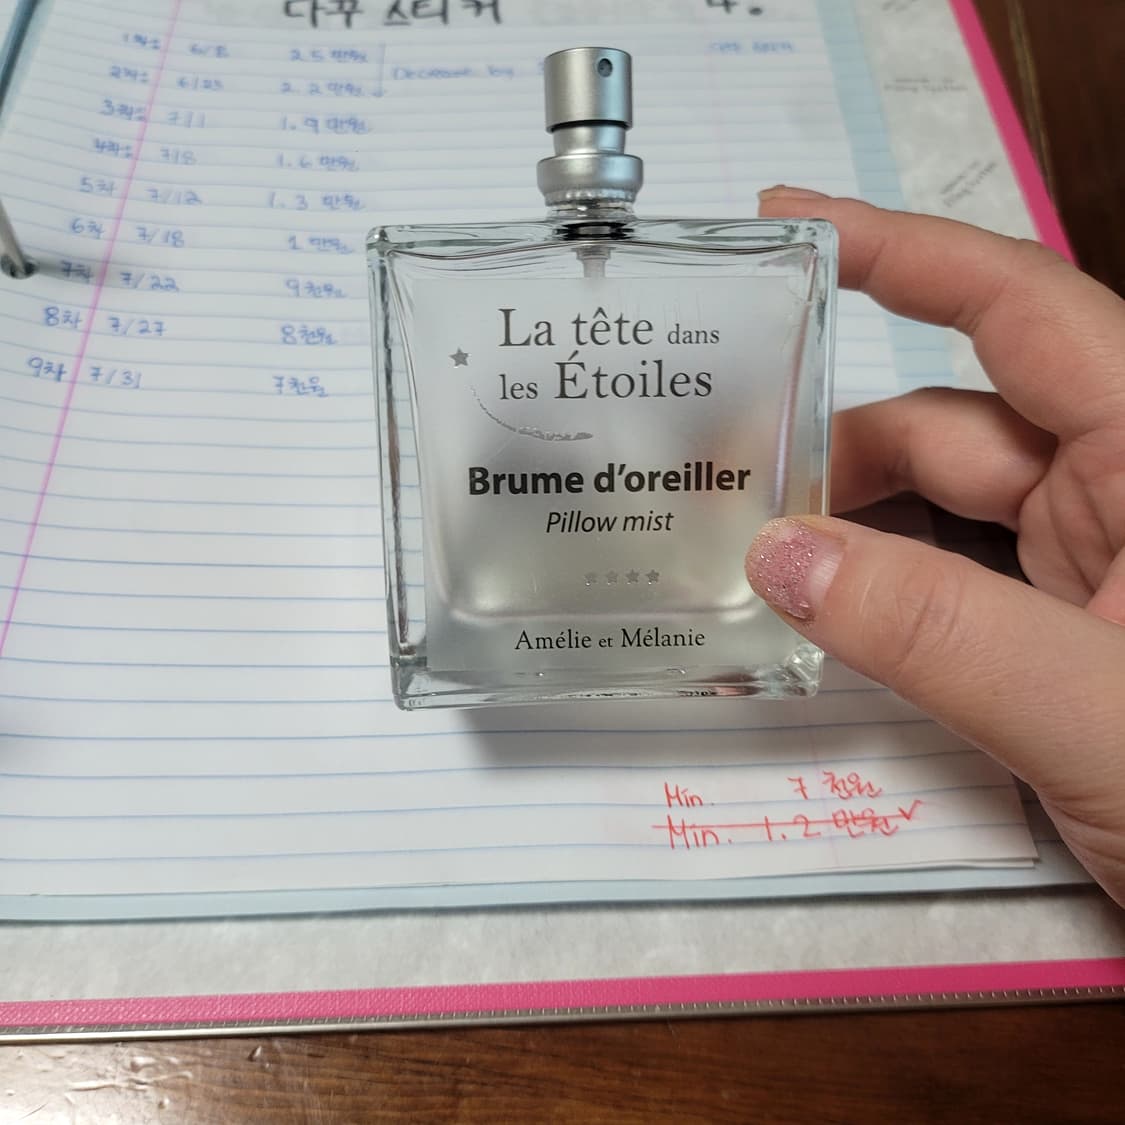 다꾸 스티커
4.
1차 6/8 2.5만원
Decrease by
2차 6/25 2.2만원
3차 7/1 1.9만원
4차 7/8 1.6만원
5차 7/12 1.3만원
6차 7/18 1만원
7차 7/22 9천원
8차 7/27 8천원
9차 7/31 7천원
La tête dans
les Étoiles
Brume d'oreiller
Pillow mist
Amélie et Mélanie
Min. 7천원
Min. 1.2만원